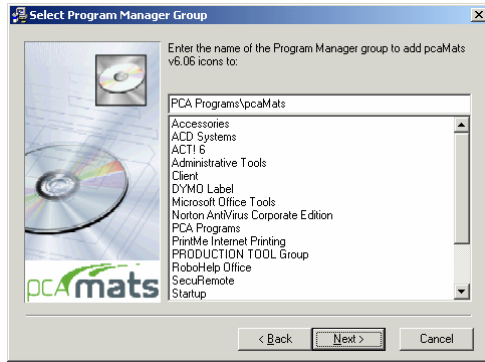 Select Program Manager Group
Enter the name of the Program Manager group to add pcaMats
v6.06 icons to:
PCA Programs\pcaMats
Accessories
ACD Systems
ACT! 6
Administrative Tools
Client
DYMO Label
Microsoft Office Tools
Norton AntiVirus Corporate Edition
PCA Programs
PrintMe Internet Printing
PRODUCTION TOOL Group
RoboHelp Office
SecuRemote
Startup
pcAmats
< Back
Next >
Cancel